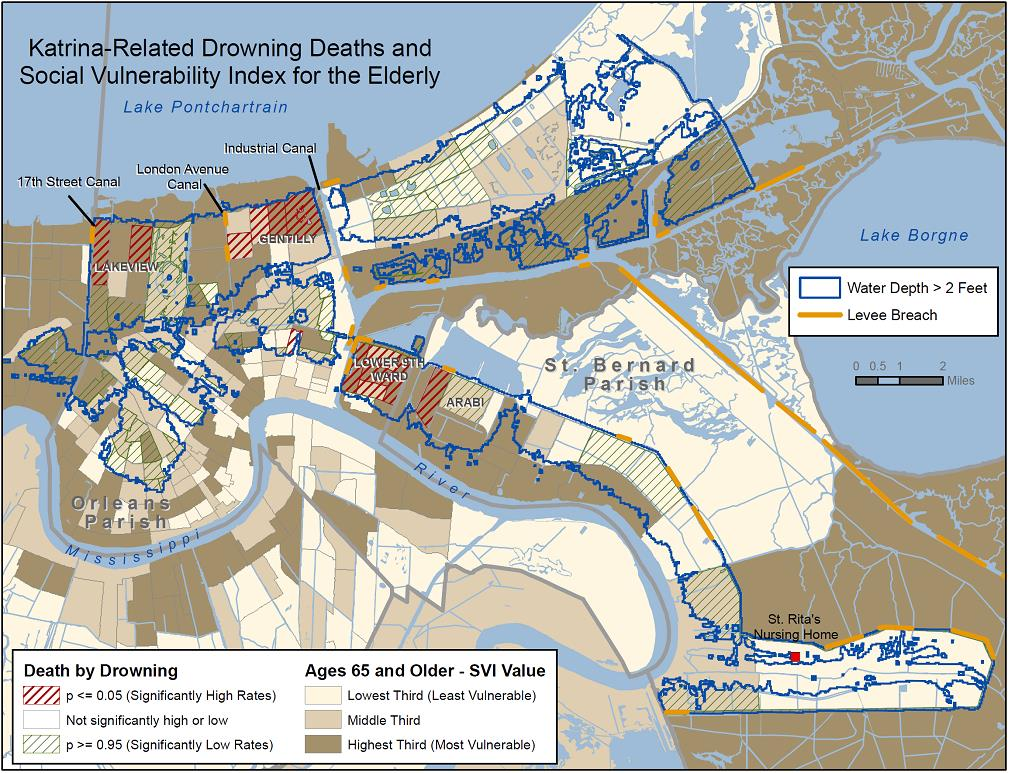 Katrina-Related Drowning Deaths and
Social Vulnerability Index for the Elderly
Lake Pontchartrain
Industrial Canal
London Avenue
Canal
17th Street Canal
GENTILLY
LAKEVIEW
Lake Borgne
Water Depth > 2 Feet
Levee Breach
0 0.5 1 2
Miles
LOWER 9TH
WARD
ARABI
St. Bernard
Parish
River
Orleans
Parish
Mississippi
St. Rita's
Nursing Home
Death by Drowning
p <= 0.05 (Significantly High Rates)
Not significantly high or low
p >= 0.95 (Significantly Low Rates)
Ages 65 and Older - SVI Value
Lowest Third (Least Vulnerable)
Middle Third
Highest Third (Most Vulnerable)